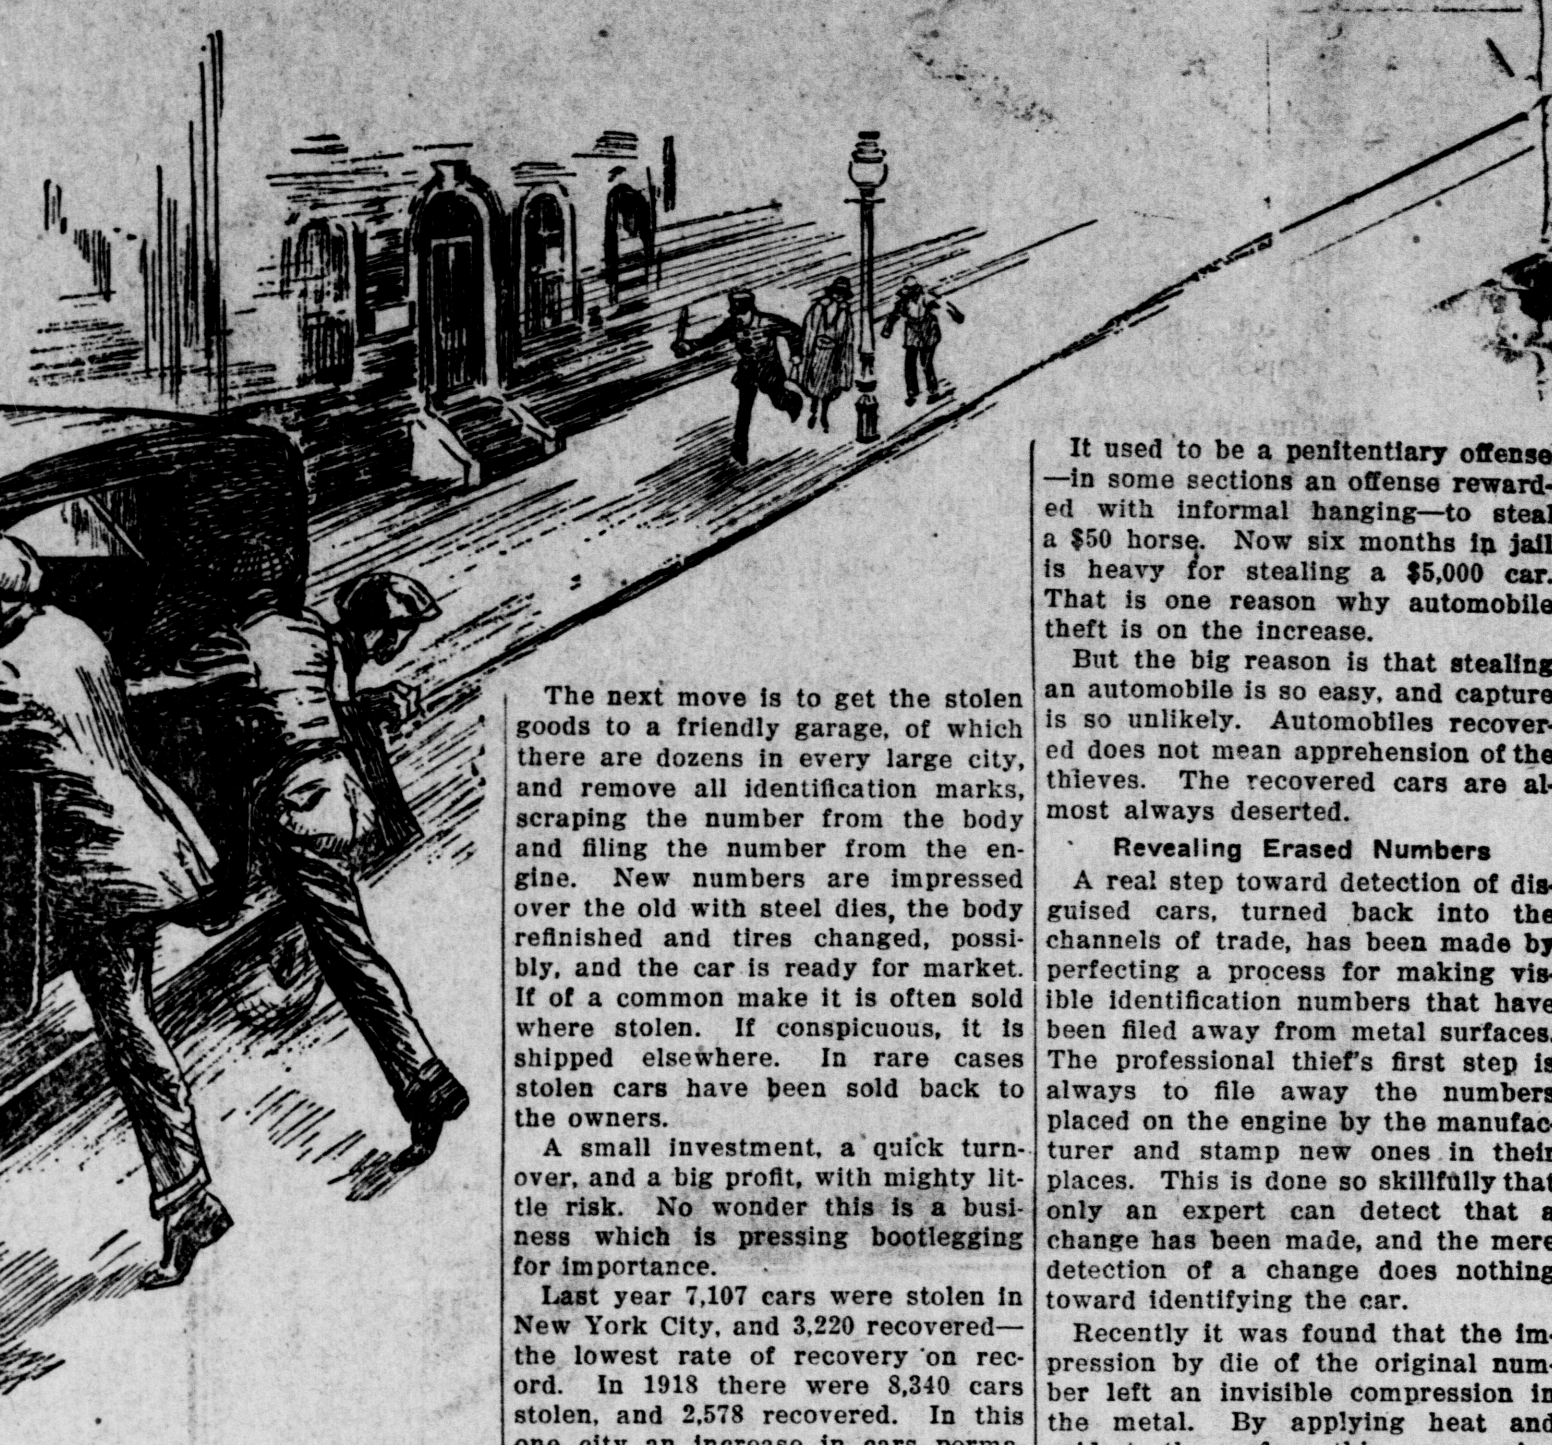 The next move is to get the stolen
goods to a friendly garage, of which
there are dozens in every large city,
and remove all identification marks,
scraping the number from the body
and filing the number from the en-
gine. New numbers are impressed
over the old with steel dies, the body
refinished and tires changed, possi-
bly, and the car is ready for market.
If of a common make it is often sold
where stolen. If conspicuous, it is
shipped elsewhere. In rare cases
stolen cars have been sold back to
the owners.
A small investment, a quick turn-
over, and a big profit, with mighty lit-
tle risk. No wonder this is a busi-
ness which is pressing bootlegging
for importance.
Last year 7,107 cars were stolen in
New York City, and 3,220 recovered—
the lowest rate of recovery on rec-
ord. In 1918 there were 8,340 cars
stolen, and 2,578 recovered. In this
one city an increase in cars perma-
It used to be a penitentiary offense
—in some sections an offense reward-
ed with informal hanging—to steal
a $50 horse. Now six months in jail
is heavy for stealing a $5,000 car.
That is one reason why automobile
theft is on the increase.
But the big reason is that stealing
an automobile is so easy, and capture
is so unlikely. Automobiles recover-
ed does not mean apprehension of the
thieves. The recovered cars are al-
most always deserted.
Revealing Erased Numbers
A real step toward detection of dis-
guised cars, turned back into the
channels of trade, has been made by
perfecting a process for making vis-
ible identification numbers that have
been filed away from metal surfaces.
The professional thief's first step is
always to file away the numbers
placed on the engine by the manufac-
turer and stamp new ones in their
places. This is done so skillfully that
only an expert can detect that a
change has been made, and the mere
detection of a change does nothing
toward identifying the car.
Recently it was found that the im-
pression by die of the original num-
ber left an invisible compression in
the metal. By applying heat and